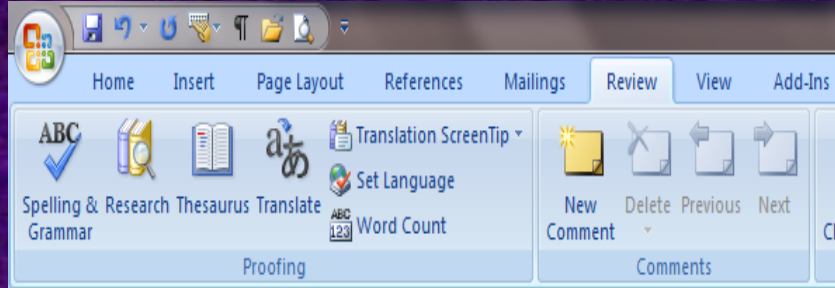 Home Insert Page Layout References Mailings Review View Add-Ins
ABC Translation ScreenTip
Set Language
Spelling & Grammar Research Thesaurus Translate ABC 123 Word Count New Comment Delete Previous Next
Proofing Comments